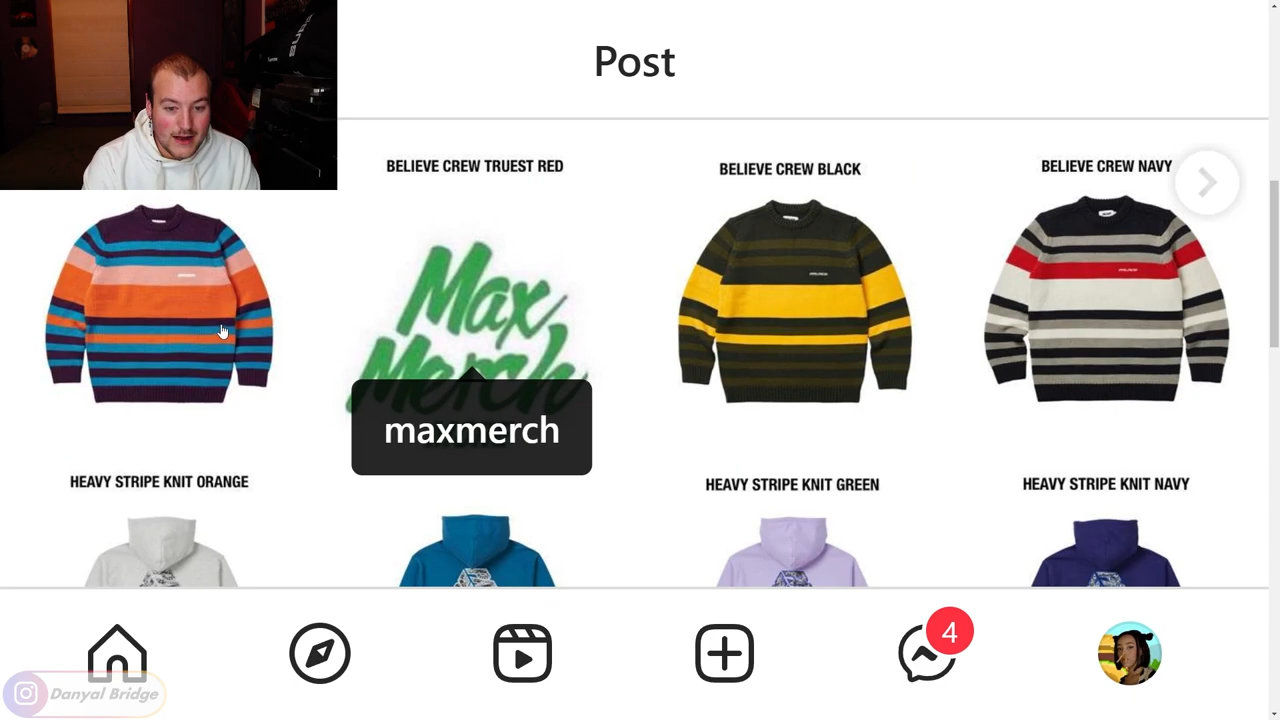 Post
BELIEVE CREW TRUEST RED
BELIEVE CREW BLACK
BELIEVE CREW NAVY
Max
Merch
maxmerch
HEAVY STRIPE KNIT ORANGE
HEAVY STRIPE KNIT GREEN
HEAVY STRIPE KNIT NAVY
4
Danyal Bridge